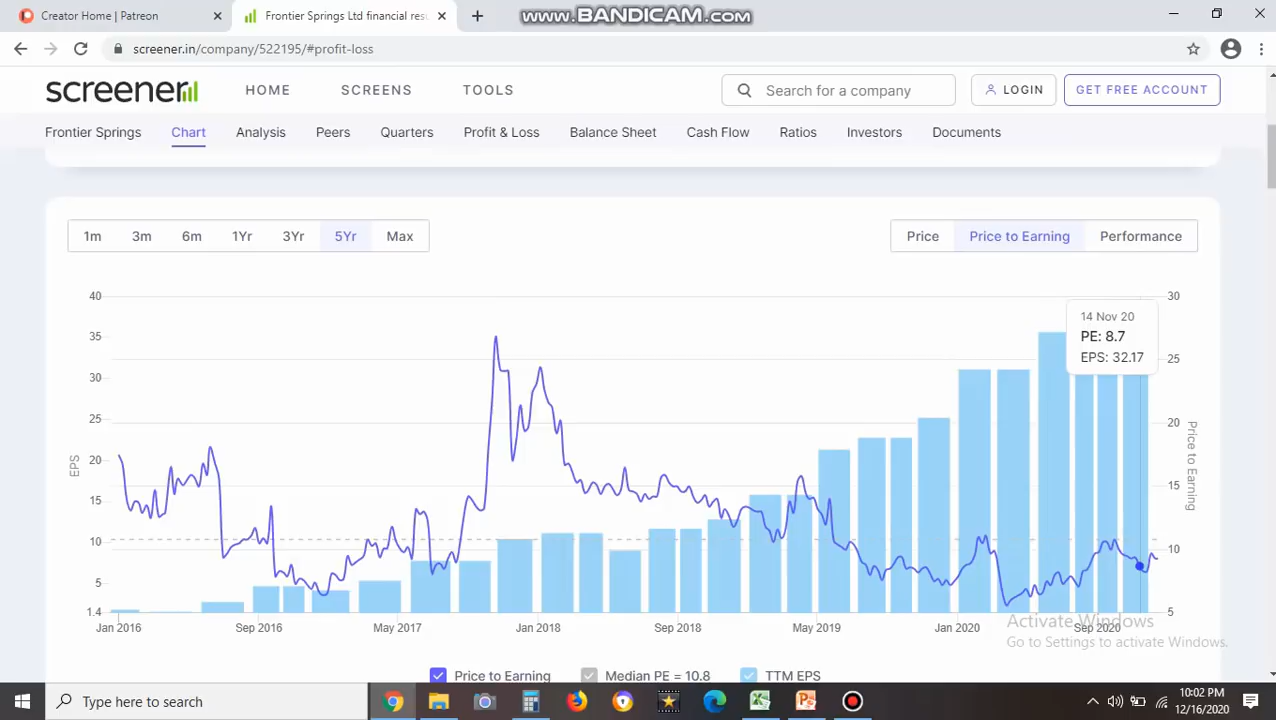 Creator Home | Patreon
Frontier Springs Ltd financial resu
www.BANDICAM.com
screener.in/company/522195/#profit-loss
screener
HOME
SCREENS
TOOLS
Search for a company
LOGIN
GET FREE ACCOUNT
Frontier Springs
Chart
Analysis
Peers
Quarters
Profit & Loss
Balance Sheet
Cash Flow
Ratios
Investors
Documents
1m 3m 6m 1Yr 3Yr 5Yr Max
Price
Price to Earning
Performance
40
35
30
25
20
15
10
5
1.4
EPS
30
25
20
15
10
5
Price to Earning
14 Nov 20
PE: 8.7
EPS: 32.17
Jan 2016
Sep 2016
May 2017
Jan 2018
Sep 2018
May 2019
Jan 2020
Sep 2020
Activate Windows
Go to Settings to activate Windows.
Price to Earning
Median PE = 10.8
TTM EPS
Type here to search
10:02 PM
12/16/2020